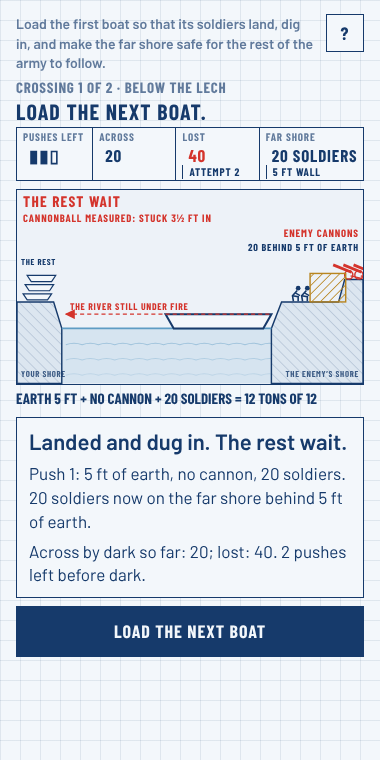 Load the first boat so that its soldiers land, dig
in, and make the far shore safe for the rest of the
army to follow.
?
CROSSING 1 OF 2 · BELOW THE LECH
LOAD THE NEXT BOAT.
PUSHES LEFT
ACROSS
20
LOST
40
ATTEMPT 2
FAR SHORE
20 SOLDIERS
5 FT WALL
THE REST WAIT
CANNONBALL MEASURED: STUCK 3½ FT IN
ENEMY CANNONS
20 BEHIND 5 FT OF EARTH
THE REST
THE RIVER STILL UNDER FIRE
YOUR SHORE
THE ENEMY'S SHORE
EARTH 5 FT + NO CANNON + 20 SOLDIERS = 12 TONS OF 12
Landed and dug in. The rest wait.
Push 1: 5 ft of earth, no cannon, 20 soldiers.
20 soldiers now on the far shore behind 5 ft
of earth.
Across by dark so far: 20; lost: 40. 2 pushes
left before dark.
LOAD THE NEXT BOAT